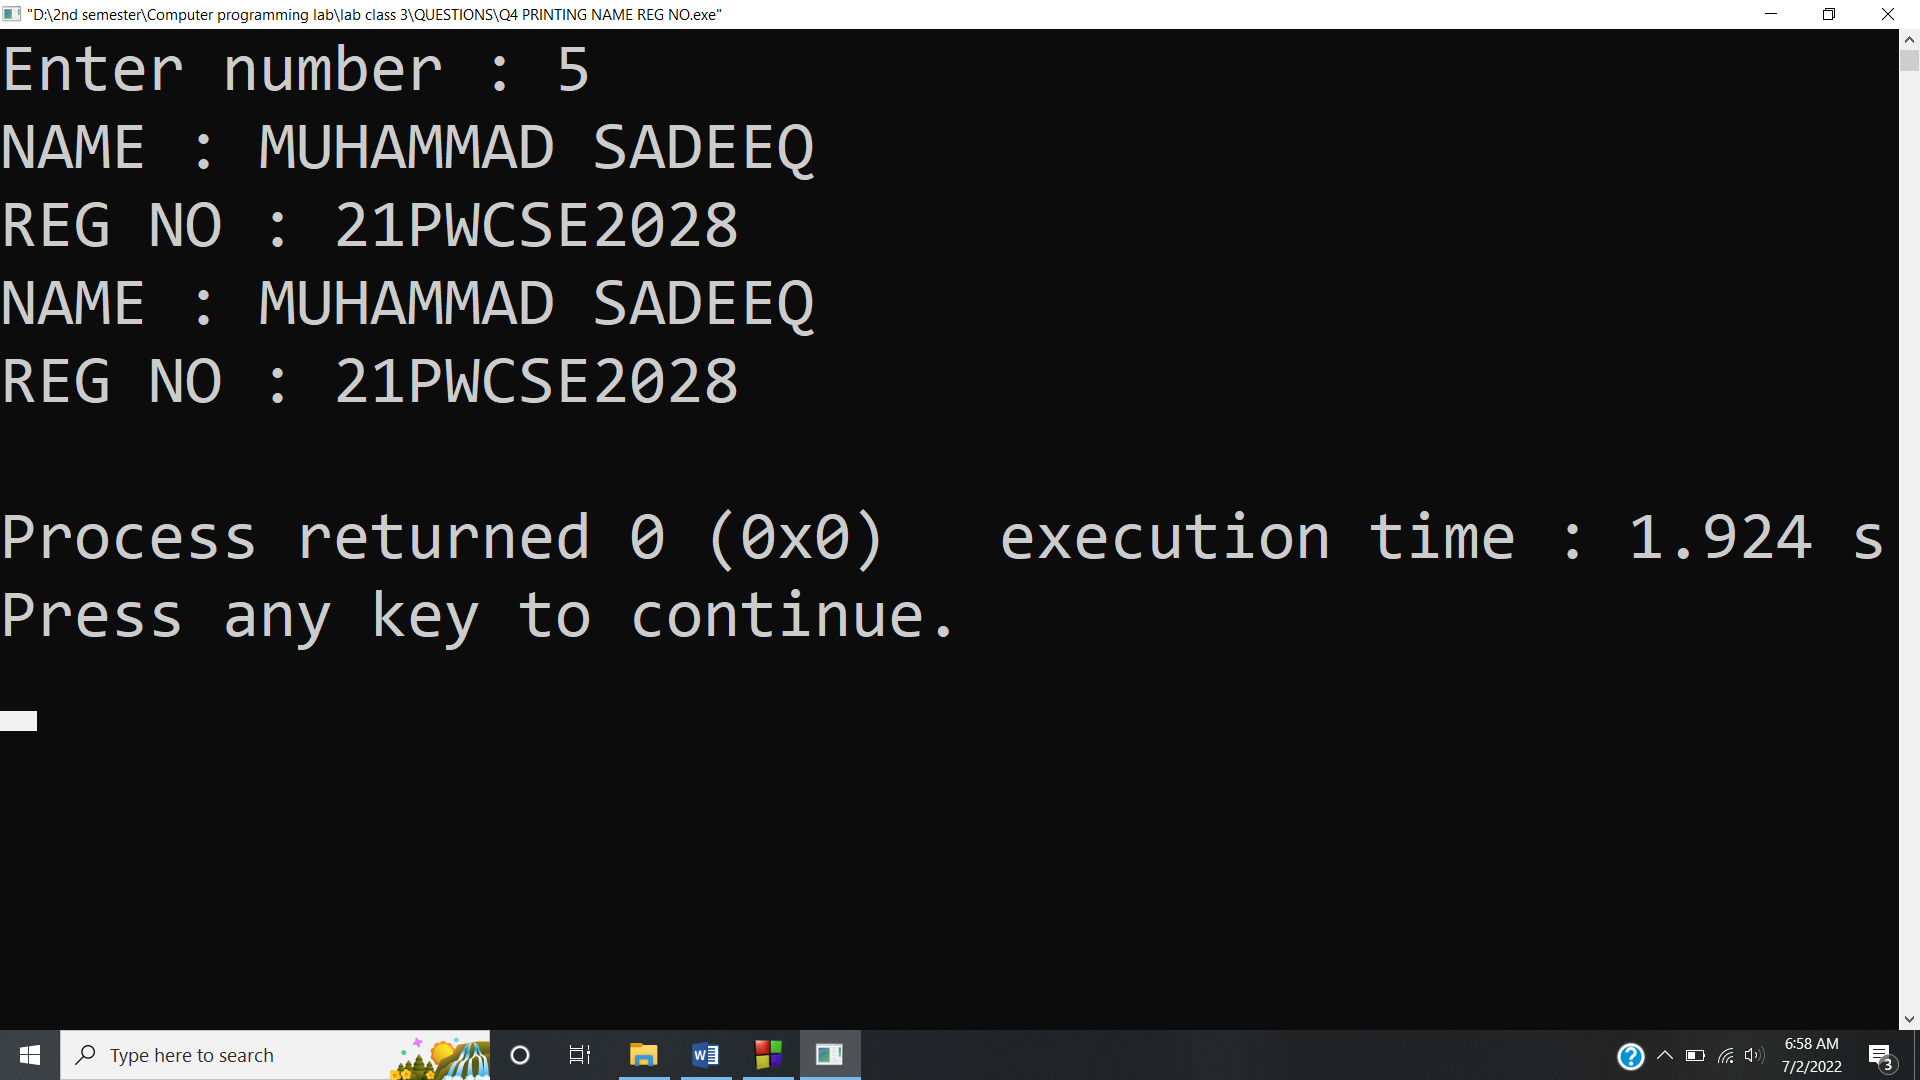 "D:\2nd semester\Computer programming lab\lab class 3\QUESTIONS\Q4 PRINTING NAME REG NO.exe"
Enter number : 5
NAME : MUHAMMAD SADEEQ
REG NO : 21PWCSE2028
NAME : MUHAMMAD SADEEQ
REG NO : 21PWCSE2028
Process returned 0 (0x0)   execution time : 1.924 s
Press any key to continue.
Type here to search
6:58 AM
7/2/2022
3